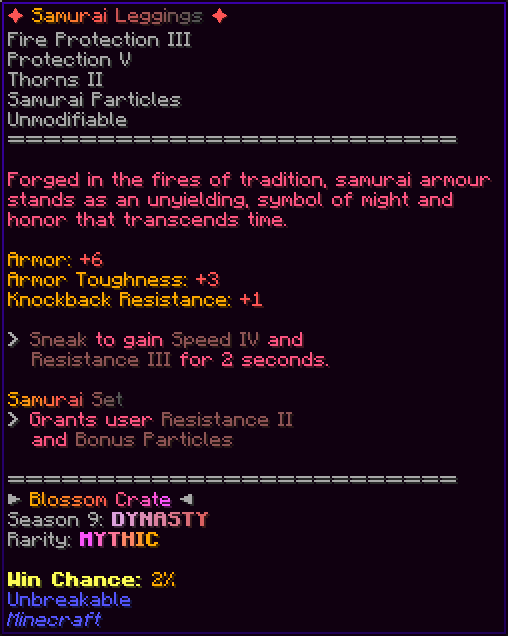 ✦ Samurai Leggings ✦
Fire Protection III
Protection V
Thorns II
Samurai Particles
Unmodifiable
============================
Forged in the fires of tradition, samurai armour
stands as an unyielding, symbol of might and
honor that transcends time.
Armor: +6
Armor Toughness: +3
Knockback Resistance: +1
> Sneak to gain Speed IV and
Resistance III for 2 seconds.
Samurai Set
> Grants user Resistance II
and Bonus Particles
============================
► Blossom Crate ◄
Season 9: DYNASTY
Rarity: MYTHIC
Win Chance: 2%
Unbreakable
Minecraft